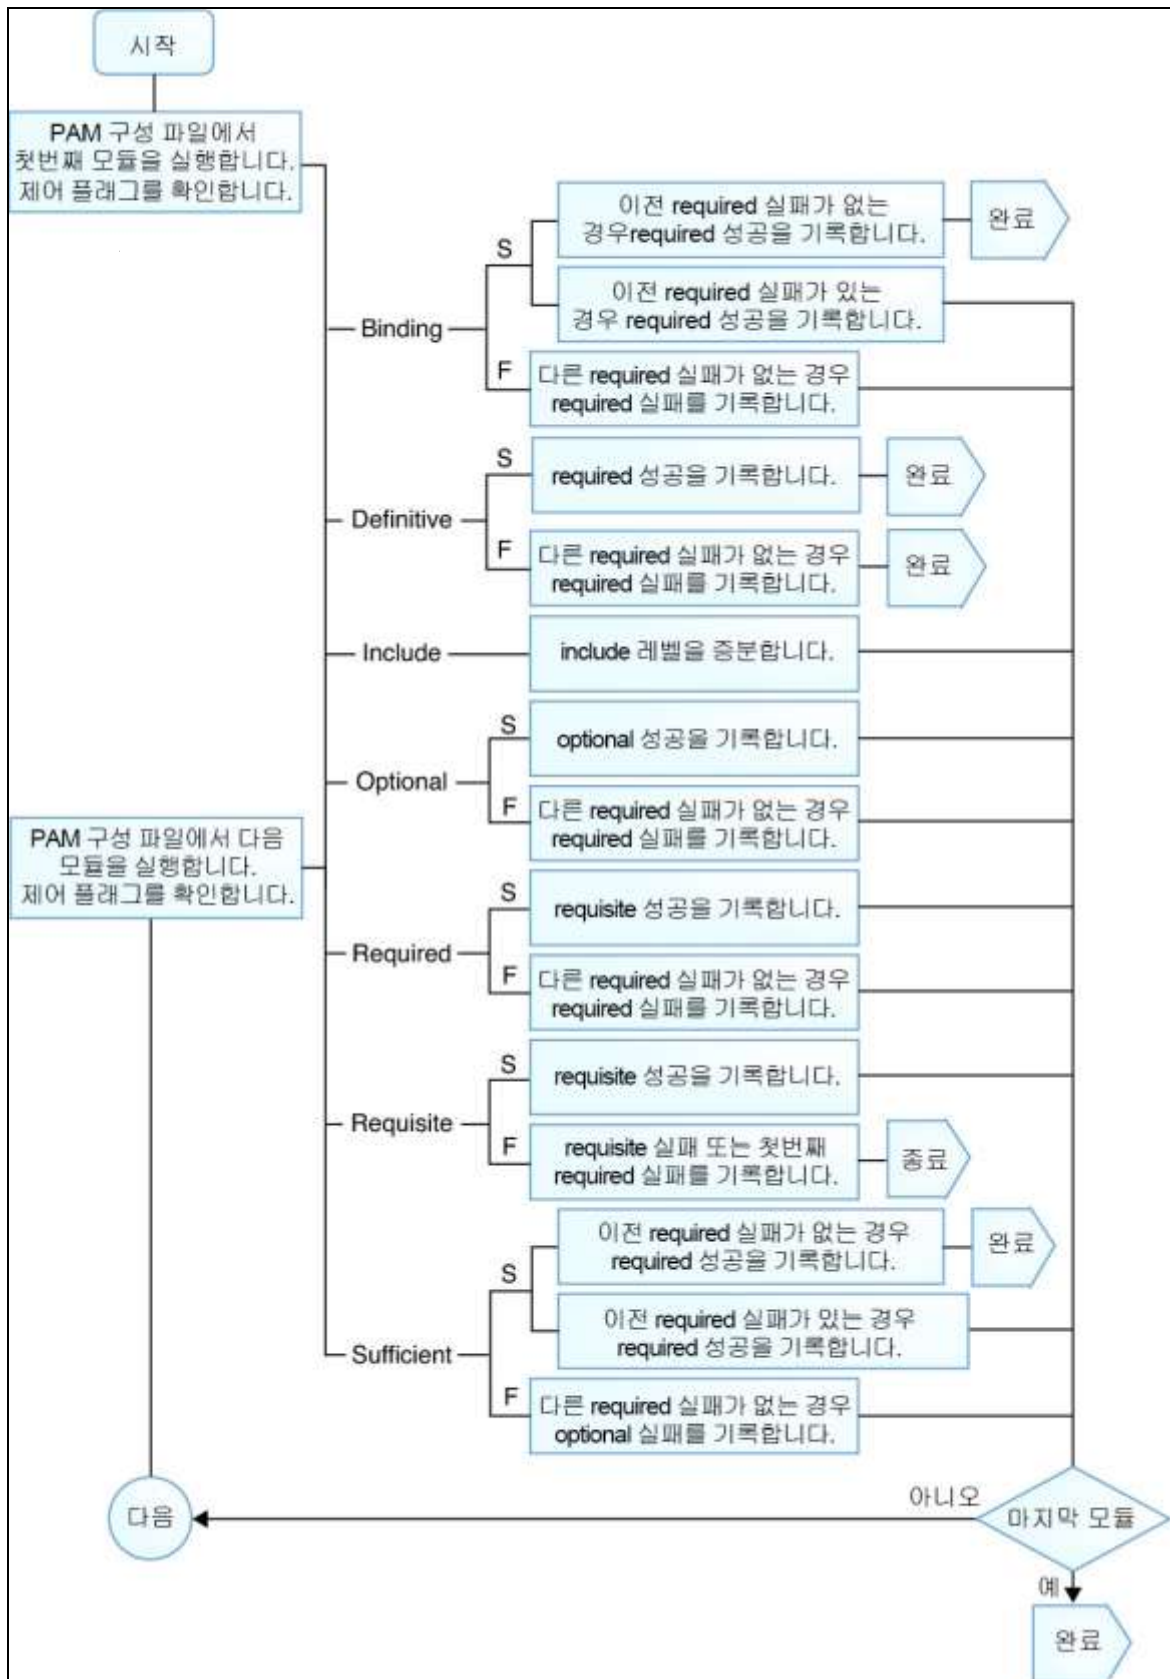 시작
PAM 구성 파일에서
첫번째 모듈을 실행합니다.
제어 플래그를 확인합니다.
이전 required 실패가 없는
경우required 성공을 기록합니다.
완료
S
이전 required 실패가 있는
경우 required 성공을 기록합니다.
Binding
F
다른 required 실패가 없는 경우
required 실패를 기록합니다.
S
required 성공을 기록합니다.
완료
Definitive
F
다른 required 실패가 없는 경우
required 실패를 기록합니다.
완료
Include
include 레벨을 증분합니다.
S
optional 성공을 기록합니다.
Optional
F
다른 required 실패가 없는 경우
required 실패를 기록합니다.
PAM 구성 파일에서 다음
모듈을 실행합니다.
제어 플래그를 확인합니다.
S
requisite 성공을 기록합니다.
Required
F
다른 required 실패가 없는 경우
required 실패를 기록합니다.
S
requisite 성공을 기록합니다.
Requisite
F
requisite 실패 또는 첫번째
required 실패를 기록합니다.
종료
이전 required 실패가 없는 경우
required 성공을 기록합니다.
완료
S
이전 required 실패가 있는 경우
required 성공을 기록합니다.
Sufficient
F
다른 required 실패가 없는 경우
optional 실패를 기록합니다.
다음
아니오
마지막 모듈
예
완료